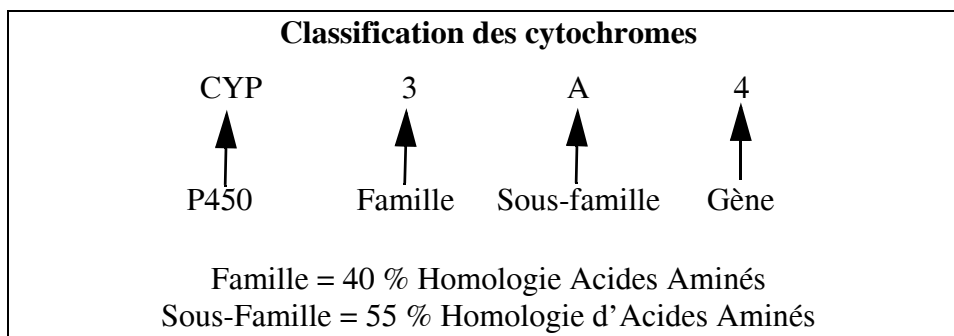 Classification des cytochromes
CYP 3 A 4
P450 Famille Sous-famille Gène
Famille = 40 % Homologie Acides Aminés
Sous-Famille = 55 % Homologie d'Acides Aminés